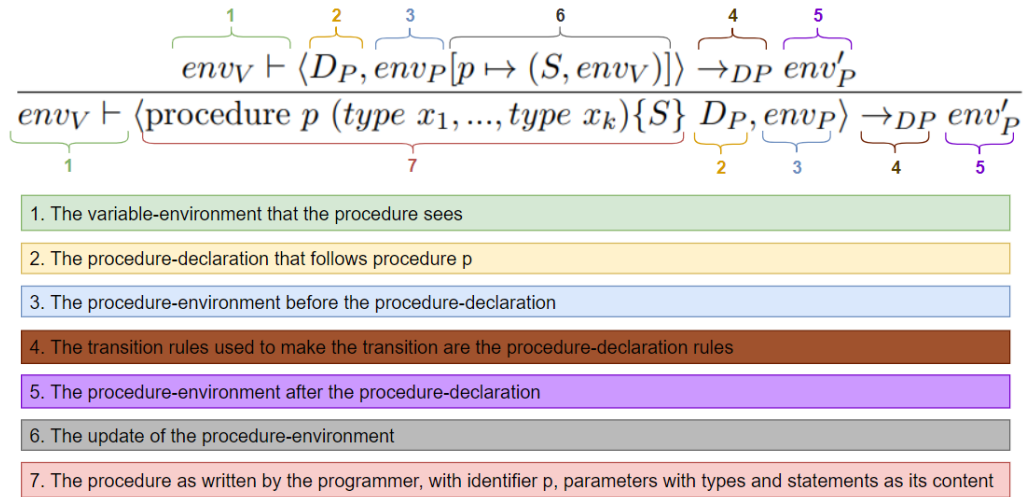 1 2 3 6 4 5
env_V ⊢ ⟨D_P, env_P[p ↦ (S, env_V)]⟩ →_DP env′_P
env_V ⊢ ⟨procedure p (type x_1, ..., type x_k){S} D_P, env_P⟩ →_DP env′_P
1 7 2 3 4 5
1. The variable-environment that the procedure sees
2. The procedure-declaration that follows procedure p
3. The procedure-environment before the procedure-declaration
4. The transition rules used to make the transition are the procedure-declaration rules
5. The procedure-environment after the procedure-declaration
6. The update of the procedure-environment
7. The procedure as written by the programmer, with identifier p, parameters with types and statements as its content